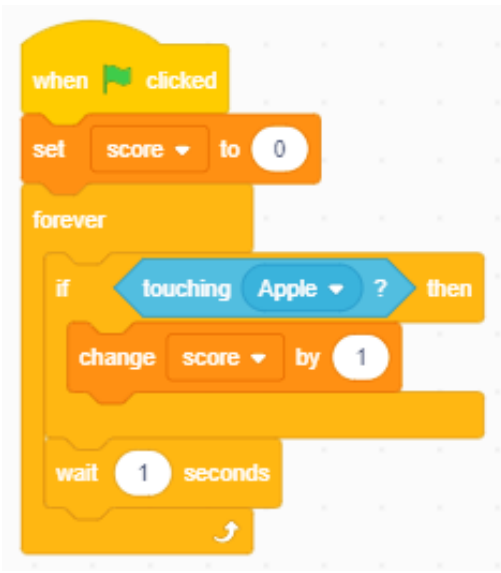 when clicked
set score to 0
forever
if touching Apple ? then
change score by 1
wait 1 seconds